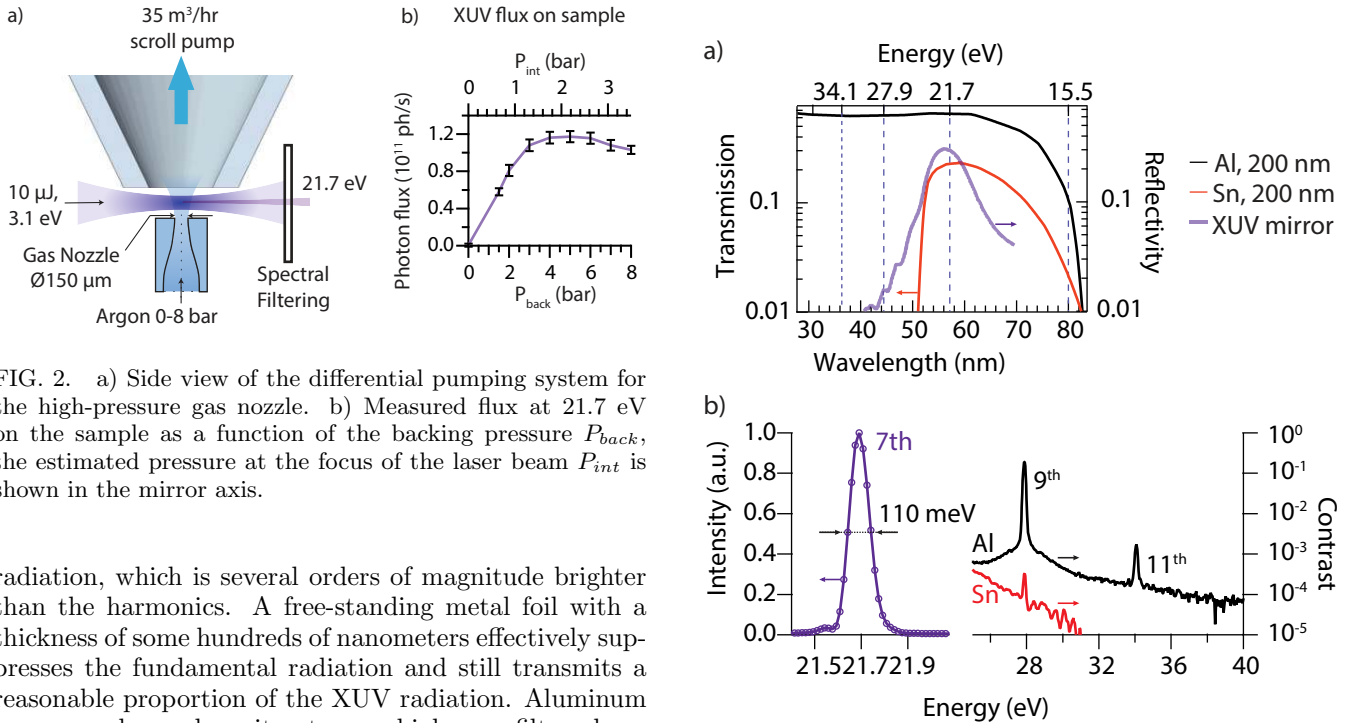 a)
35 m³/hr
scroll pump
10 μJ,
3.1 eV
21.7 eV
Gas Nozzle
Ø150 μm
Spectral
Filtering
Argon 0-8 bar
b) XUV flux on sample
P_int (bar)
0 1 2 3
Photon flux (10¹¹ ph/s)
1.2
0.8
0.4
0.0
0 2 4 6 8
P_back (bar)
FIG. 2. a) Side view of the differential pumping system for
the high-pressure gas nozzle. b) Measured flux at 21.7 eV
on the sample as a function of the backing pressure P_back,
the estimated pressure at the focus of the laser beam P_int is
shown in the mirror axis.
radiation, which is several orders of magnitude brighter
than the harmonics. A free-standing metal foil with a
thickness of some hundreds of nanometers effectively sup-
presses the fundamental radiation and still transmits a
reasonable proportion of the XUV radiation. Aluminum
a)
Energy (eV)
34.1 27.9 21.7 15.5
Transmission
0.1
0.01
Reflectivity
0.1
0.01
30 40 50 60 70 80
Wavelength (nm)
Al, 200 nm
Sn, 200 nm
XUV mirror
b)
Intensity (a.u.)
1.0
0.8
0.6
0.4
0.2
0.0
7th
110 meV
21.5 21.7 21.9
Al
Sn
9th
11th
10⁰
10⁻¹
10⁻²
10⁻³
10⁻⁴
10⁻⁵
Contrast
28 32 36 40
Energy (eV)